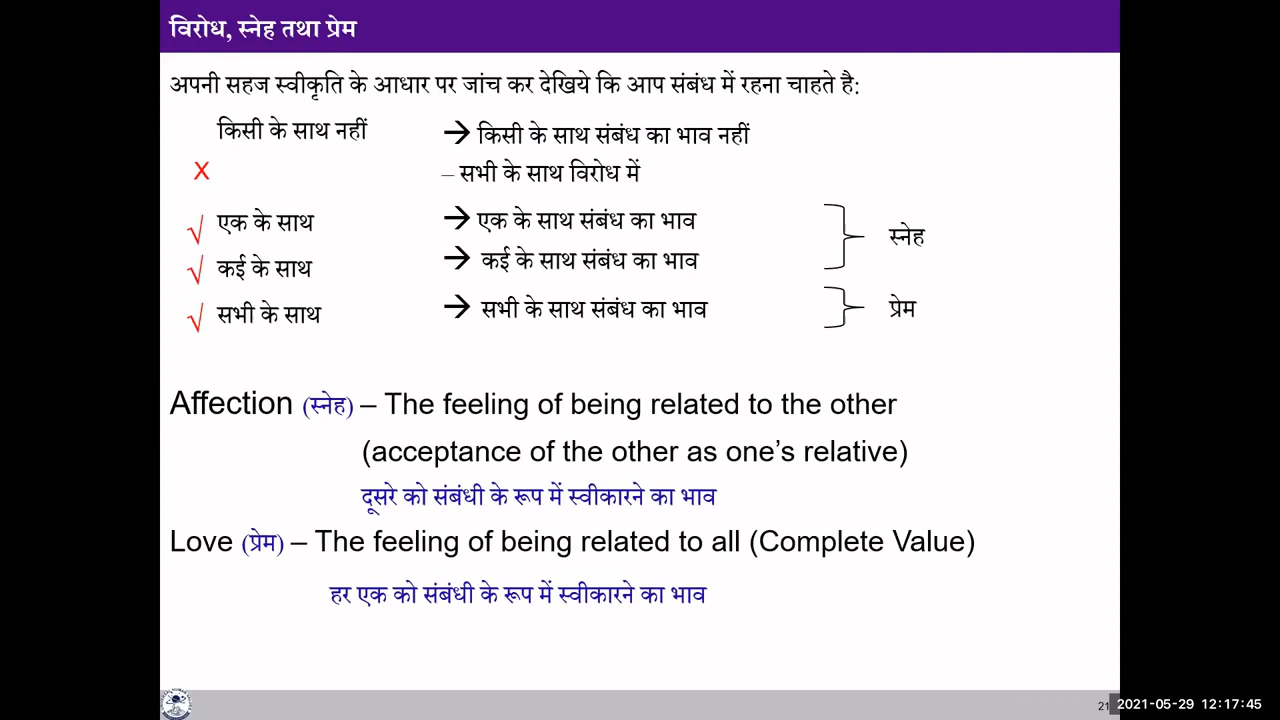 विरोध, स्नेह तथा प्रेम
अपनी सहज स्वीकृति के आधार पर जांच कर देखिये कि आप संबंध में रहना चाहते है:
किसी के साथ नहीं → किसी के साथ संबंध का भाव नहीं
X – सभी के साथ विरोध में
√ एक के साथ → एक के साथ संबंध का भाव
स्नेह
√ कई के साथ → कई के साथ संबंध का भाव
√ सभी के साथ → सभी के साथ संबंध का भाव प्रेम
Affection (स्नेह) – The feeling of being related to the other
(acceptance of the other as one’s relative)
दूसरे को संबंधी के रूप में स्वीकारने का भाव
Love (प्रेम) – The feeling of being related to all (Complete Value)
हर एक को संबंधी के रूप में स्वीकारने का भाव
21
2021-05-29 12:17:45